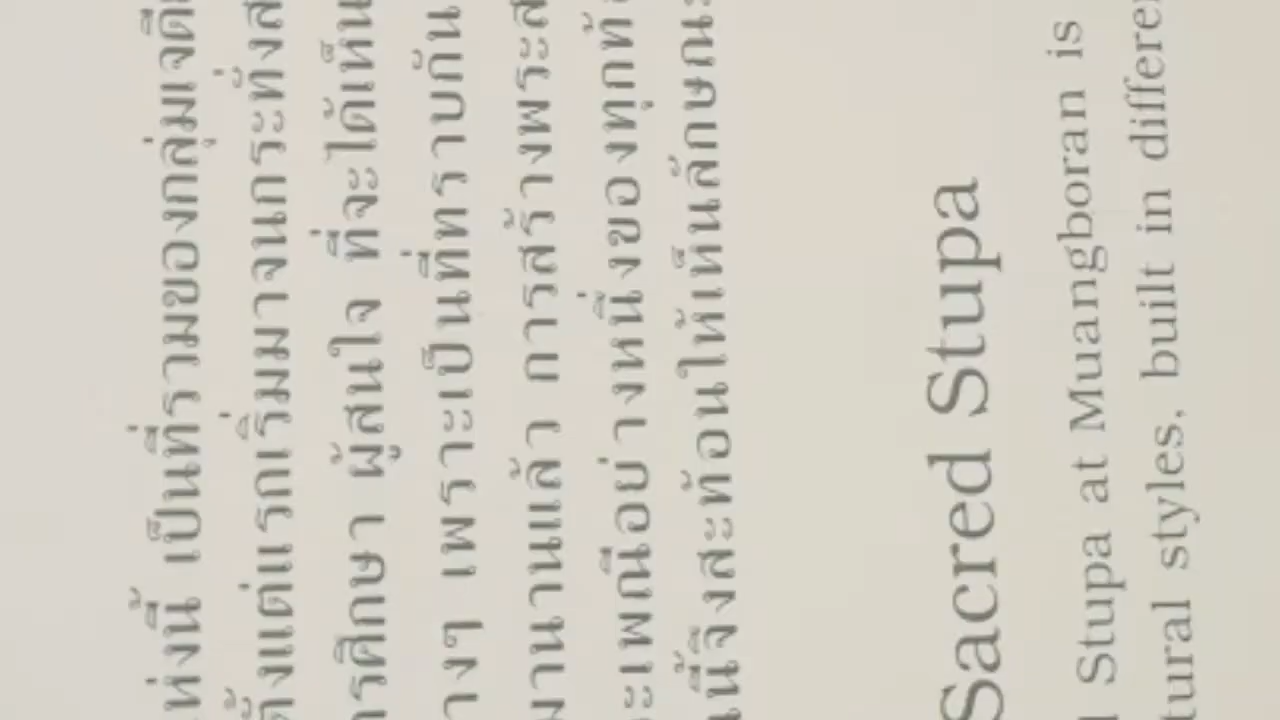 แห่งนี้ เป็นที่รวมของกลุ่มเจดี
ตั้งแต่แรกเริ่มมาจนกระทั่งส
ารศึกษา ผู้สนใจ ที่จะได้เห็น
างๆ เพราะเป็นที่ทราบกัน
มานานแล้ว การสร้างพระส
ะเพณีอย่างหนึ่งของทุกท้
นี้จึงสะท้อนให้เห็นลักษณะ
Sacred Stupa
Stupa at Muangboran is
tural styles, built in differe